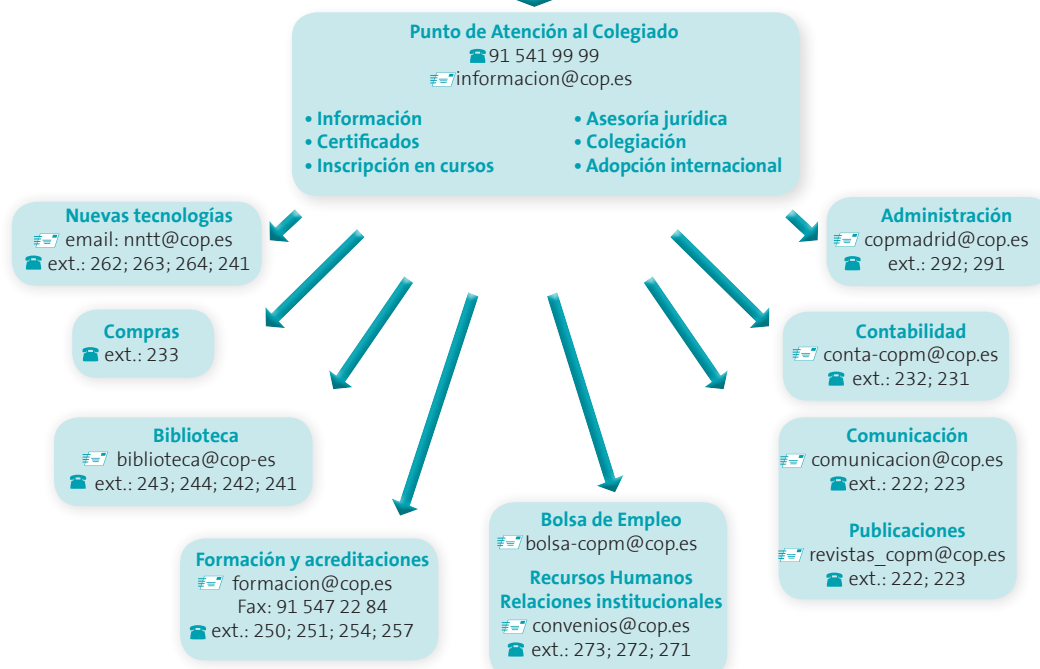 Punto de Atención al Colegiado
91 541 99 99
informacion@cop.es
• Información
• Certificados
• Inscripción en cursos
• Asesoría jurídica
• Colegiación
• Adopción internacional
Nuevas tecnologías
email: nntt@cop.es
ext.: 262; 263; 264; 241
Administración
copmadrid@cop.es
ext.: 292; 291
Compras
ext.: 233
Contabilidad
conta-copm@cop.es
ext.: 232; 231
Biblioteca
biblioteca@cop-es
ext.: 243; 244; 242; 241
Comunicación
comunicacion@cop.es
ext.: 222; 223
Publicaciones
revistas_copm@cop.es
ext.: 222; 223
Formación y acreditaciones
formacion@cop.es
Fax: 91 547 22 84
ext.: 250; 251; 254; 257
Bolsa de Empleo
bolsa-copm@cop.es
Recursos Humanos
Relaciones institucionales
convenios@cop.es
ext.: 273; 272; 271